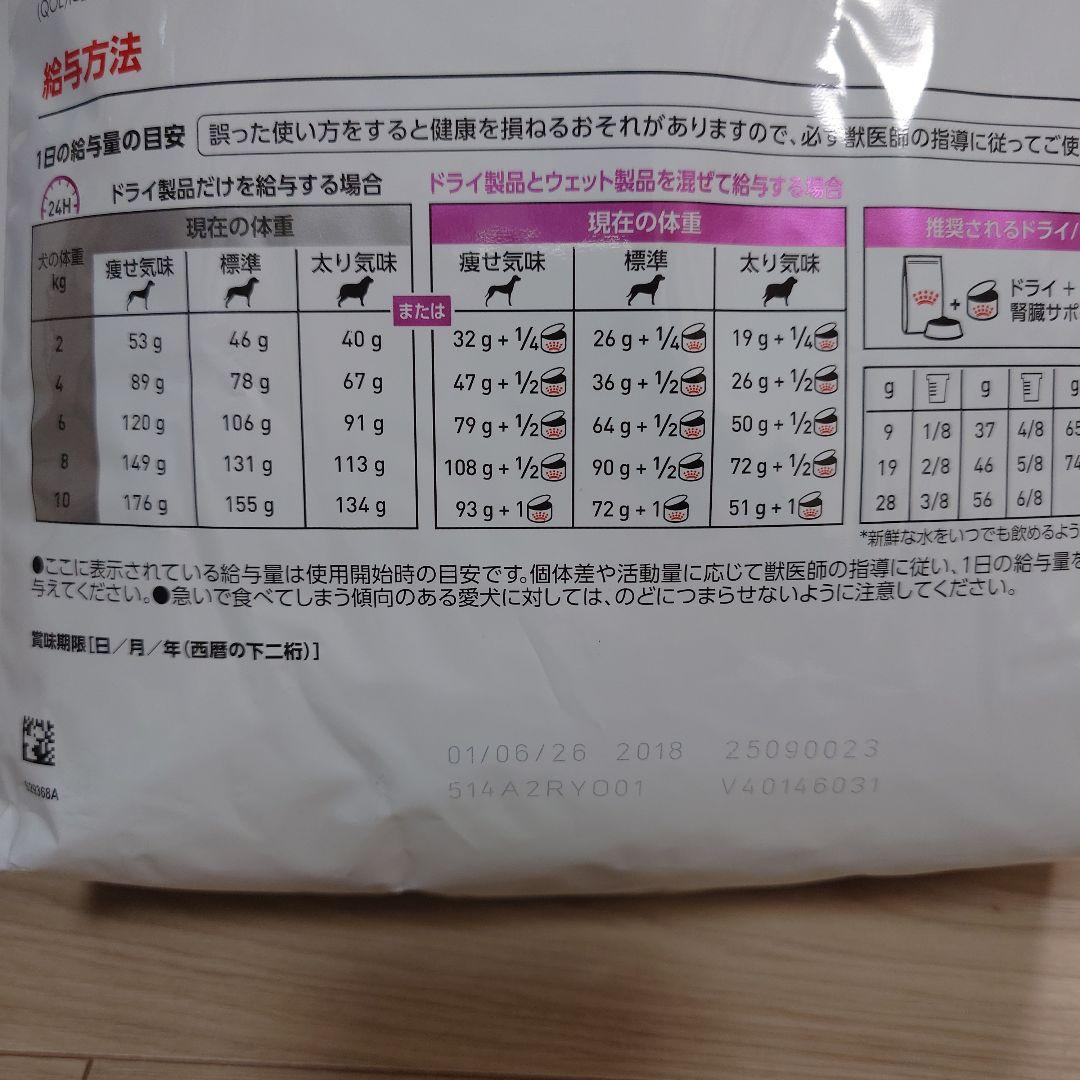 給与方法
1日の給与量の目安 誤った使い方をすると健康を損ねるおそれがありますので、必ず獣医師の指導に従ってご使
24H ドライ製品だけを給与する場合 ドライ製品とウェット製品を混ぜて給与する場合
現在の体重 現在の体重 推奨されるドライ/
犬の体重 kg 痩せ気味 標準 太り気味 痩せ気味 標準 太り気味
または
ドライ +
腎臓サポ
2 53 g 46 g 40 g 32 g + 1/4 26 g + 1/4 19 g + 1/4
4 89 g 78 g 67 g 47 g + 1/2 36 g + 1/2 26 g + 1/2
6 120 g 106 g 91 g 79 g + 1/2 64 g + 1/2 50 g + 1/2
8 149 g 131 g 113 g 108 g + 1/2 90 g + 1/2 72 g + 1/2
10 176 g 155 g 134 g 93 g + 1 72 g + 1 51 g + 1
g g g
9 1/8 37 4/8 65
19 2/8 46 5/8 74
28 3/8 56 6/8
*新鮮な水をいつでも飲めるよう
●ここに表示されている給与量は使用開始時の目安です。個体差や活動量に応じて獣医師の指導に従い、1日の給与量を
与えてください。●急いで食べてしまう傾向のある愛犬に対しては、のどにつまらせないように注意してください。
賞味期限[日/月/年(西暦の下二桁)]
01/06/26 2018 25090023
514A2RY001 V40146031